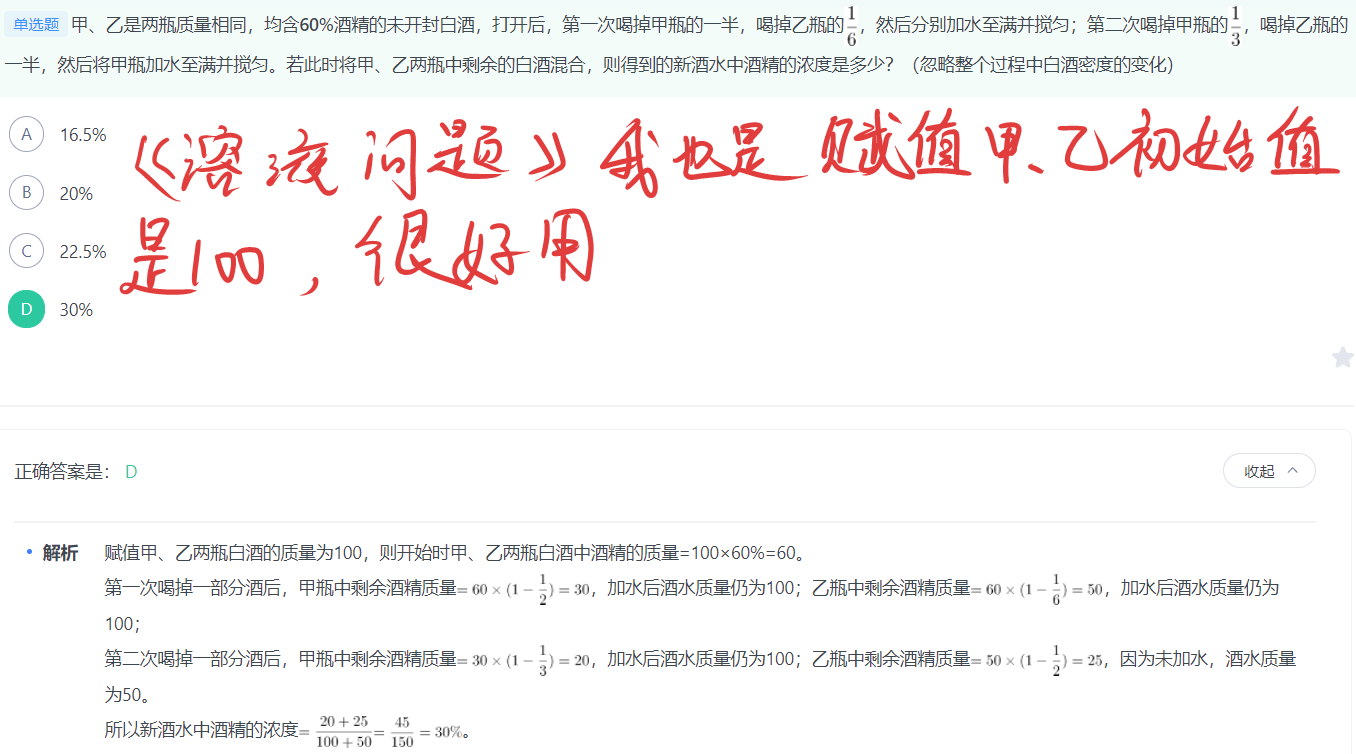 单选题 甲、乙是两瓶质量相同，均含60%酒精的未开封白酒，打开后，第一次喝掉甲瓶的一半，喝掉乙瓶的1/6，然后分别加水至满并搅匀；第二次喝掉甲瓶的1/3，喝掉乙瓶的
一半，然后将甲瓶加水至满并搅匀。若此时将甲、乙两瓶中剩余的白酒混合，则得到的新酒水中酒精的浓度是多少？（忽略整个过程中白酒密度的变化）
A 16.5%
B 20%
C 22.5%
D 30%
《溶液问题》我也是赋值甲、乙初始值
是100，很好用
正确答案是： D
收起
• 解析 赋值甲、乙两瓶白酒的质量为100，则开始时甲、乙两瓶白酒中酒精的质量=100×60%=60。
第一次喝掉一部分酒后，甲瓶中剩余酒精质量= 60 × (1 − 1/2) = 30，加水后酒水质量仍为100；乙瓶中剩余酒精质量= 60 × (1 − 1/6) = 50，加水后酒水质量仍为
100；
第二次喝掉一部分酒后，甲瓶中剩余酒精质量= 30 × (1 − 1/3) = 20，加水后酒水质量仍为100；乙瓶中剩余酒精质量= 50 × (1 − 1/2) = 25，因为未加水，酒水质量
为50。
所以新酒水中酒精的浓度= (20 + 25)/(100 + 50) = 45/150 = 30%。